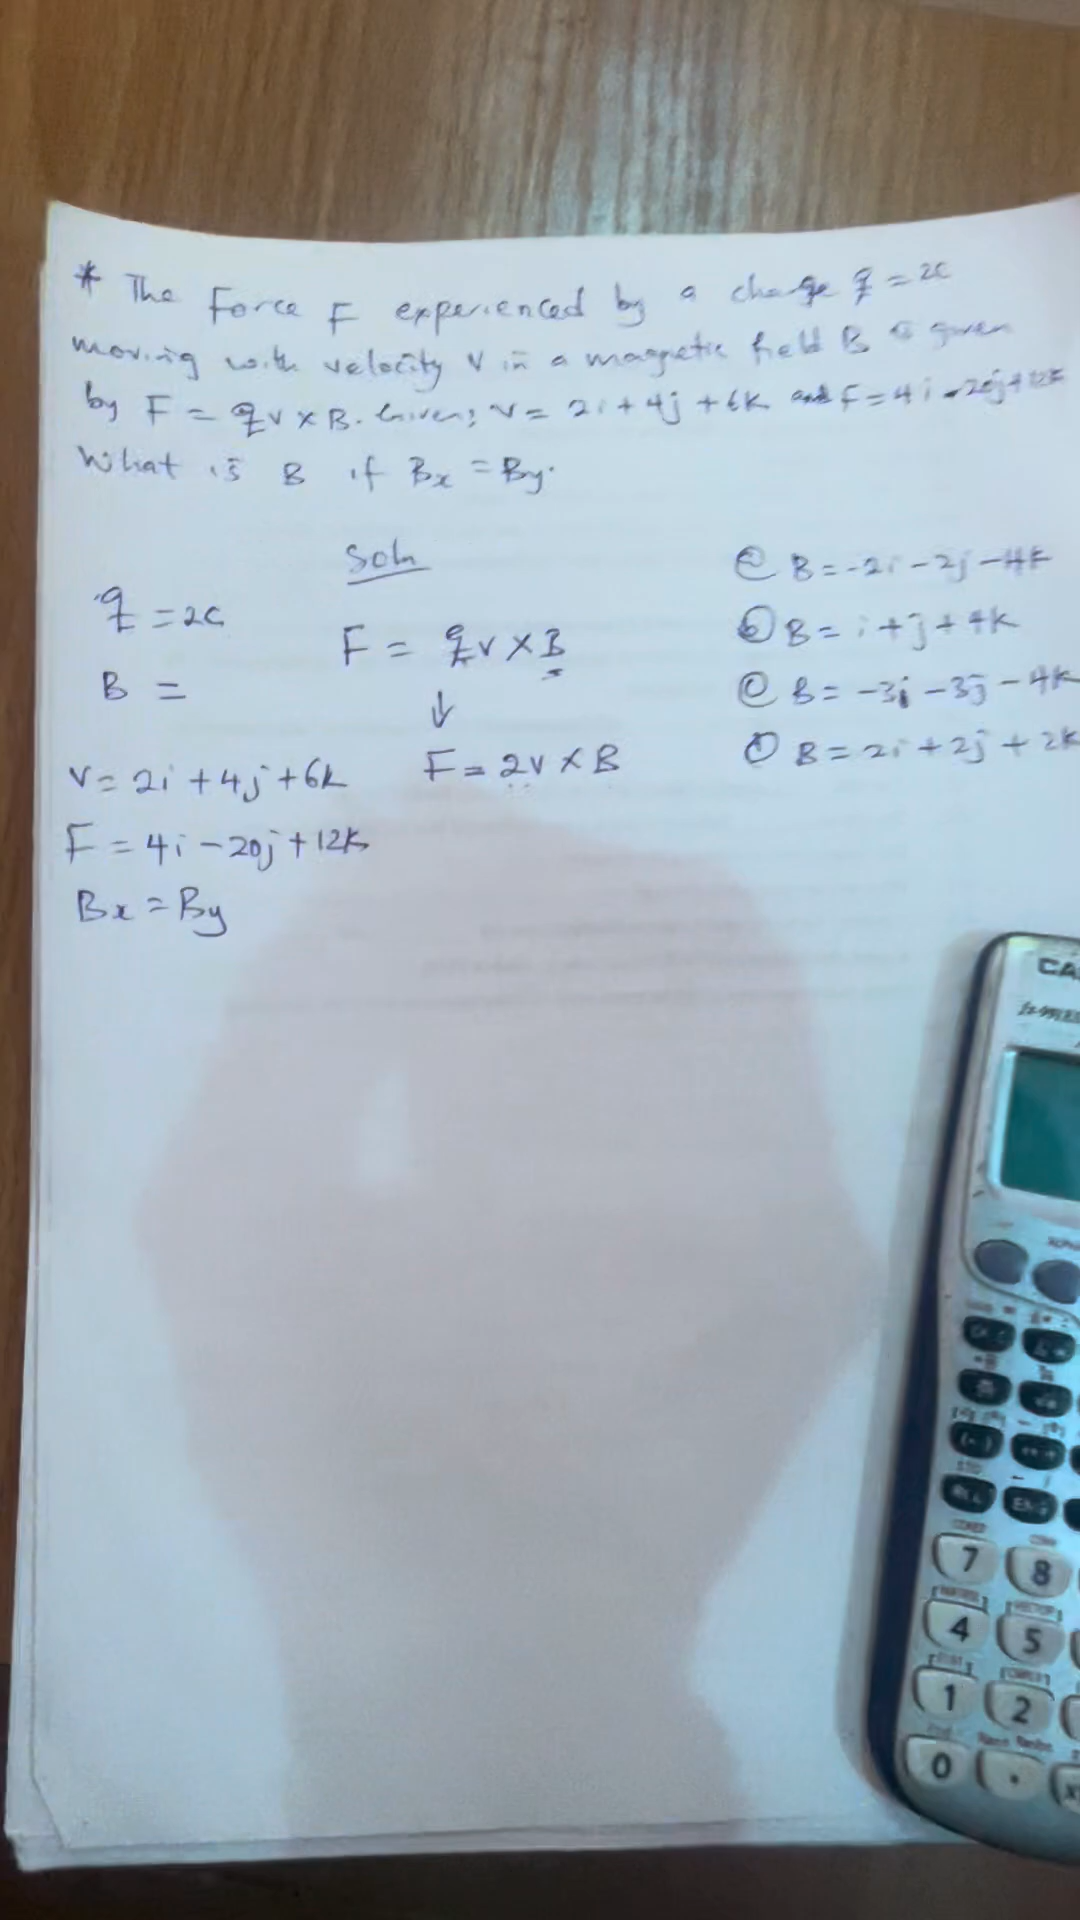 * The Force F experienced by a charge q = 2C
moving with velocity v in a magnetic field B is given
by F = qv × B. Given; v = 2i + 4j + 6k and F = 4i - 20j + 12k
What is B if Bx = By.
Soln
q = 2C
B =
v = 2i + 4j + 6k
F = 4i - 20j + 12k
Bx = By
F = qv × B
↓
F = 2v × B
B = -2i - 2j - 4k
(b) B = i + j + 4k
(c) B = -3i - 3j - 4k
B = 2i + 2j + 2k
CA
7 8
4 5
1 2
0 .